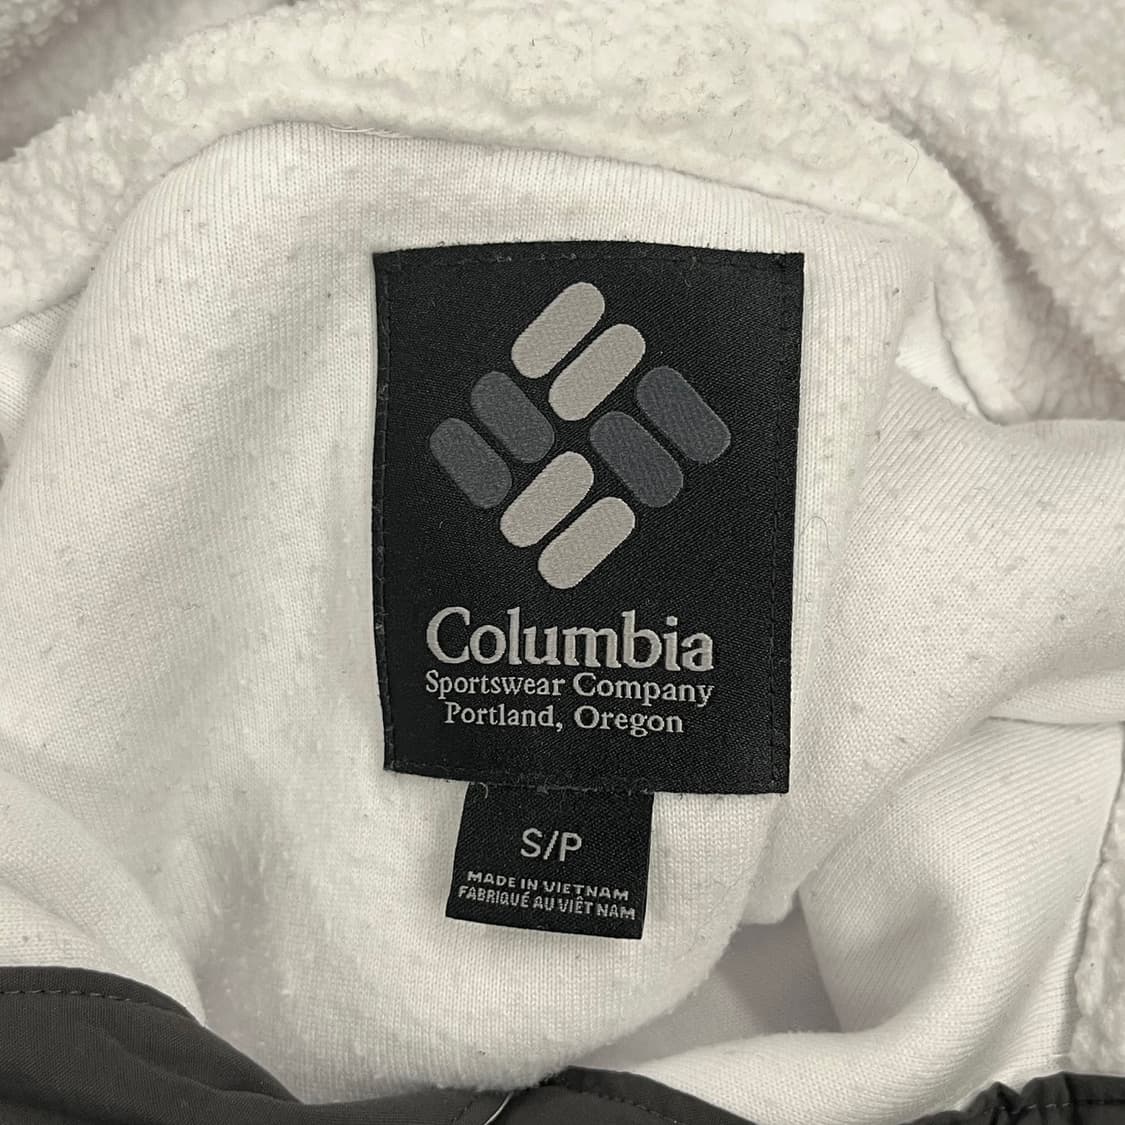 Columbia
Sportswear Company
Portland, Oregon
S/P
MADE IN VIETNAM
FABRIQUÉ AU VIÊT NAM